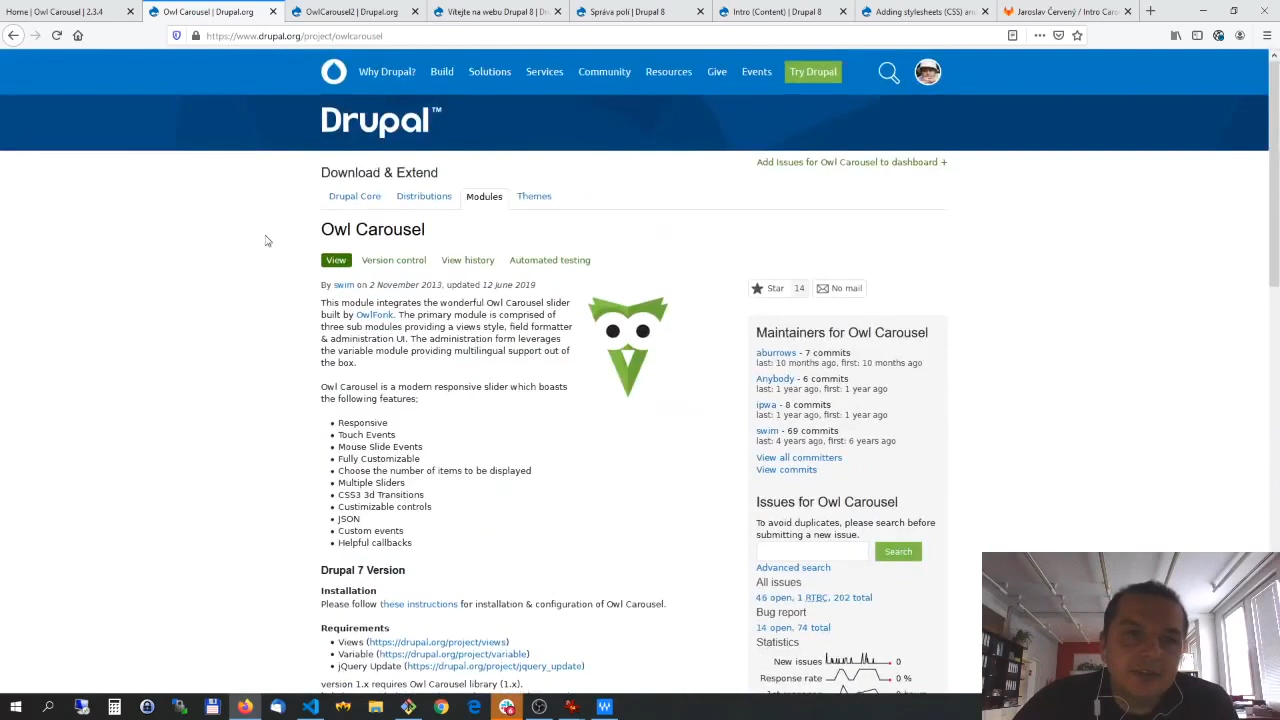 Home | Owl Carousel | 2.3.4
Owl Carousel | Drupal.org
OwlCarousel2 | Drupal.org
Vítejte na webu Drupal 8 | Dr
Správa polí | Drupal 8
Intro (Content) | Drupal 8
Adding stylesheets (CSS) an
Jaroslav Červený / Intro Caro
https://www.drupal.org/project/owlcarousel
Why Drupal?
Build
Solutions
Services
Community
Resources
Give
Events
Try Drupal
Drupal™
Add Issues for Owl Carousel to dashboard +
Download & Extend
Drupal Core
Distributions
Modules
Themes
Owl Carousel
View
Version control
View history
Automated testing
By swim on 2 November 2013, updated 12 June 2019
This module integrates the wonderful Owl Carousel slider
built by OwlFonk. The primary module is comprised of
three sub modules providing a views style, field formatter
& administration UI. The administration form leverages
the variable module providing multilingual support out of
the box.
Owl Carousel is a modern responsive slider which boasts
the following features;
• Responsive
• Touch Events
• Mouse Slide Events
• Fully Customizable
• Choose the number of items to be displayed
• Multiple Sliders
• CSS3 3d Transitions
• Custimizable controls
• JSON
• Custom events
• Helpful callbacks
Drupal 7 Version
Installation
Please follow these instructions for installation & configuration of Owl Carousel.
Requirements
• Views (https://drupal.org/project/views)
• Variable (https://drupal.org/project/variable)
• jQuery Update (https://drupal.org/project/jquery_update)
version 1.x requires Owl Carousel library (1.x).
Star 14
No mail
Maintainers for Owl Carousel
aburrows - 7 commits
last: 10 months ago, first: 10 months ago
Anybody - 6 commits
last: 1 year ago, first: 1 year ago
ipwa - 8 commits
last: 1 year ago, first: 1 year ago
swim - 69 commits
last: 4 years ago, first: 6 years ago
View all committers
View commits
Issues for Owl Carousel
To avoid duplicates, please search before
submitting a new issue.
Search
Advanced search
All issues
46 open, 1 RTBC, 202 total
Bug report
14 open, 74 total
Statistics
New issues 0
Response rate 0 %